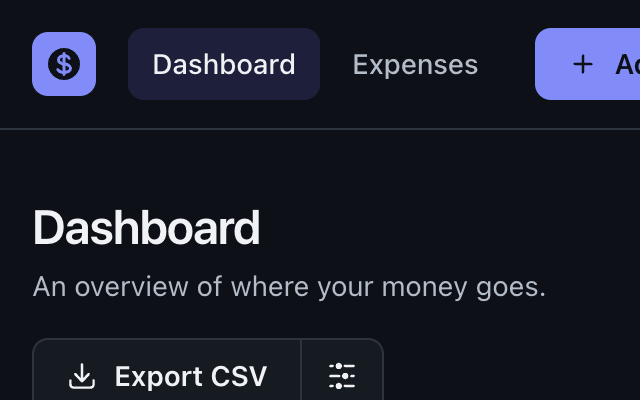 Dashboard
Expenses
Dashboard
An overview of where your money goes.
Export CSV